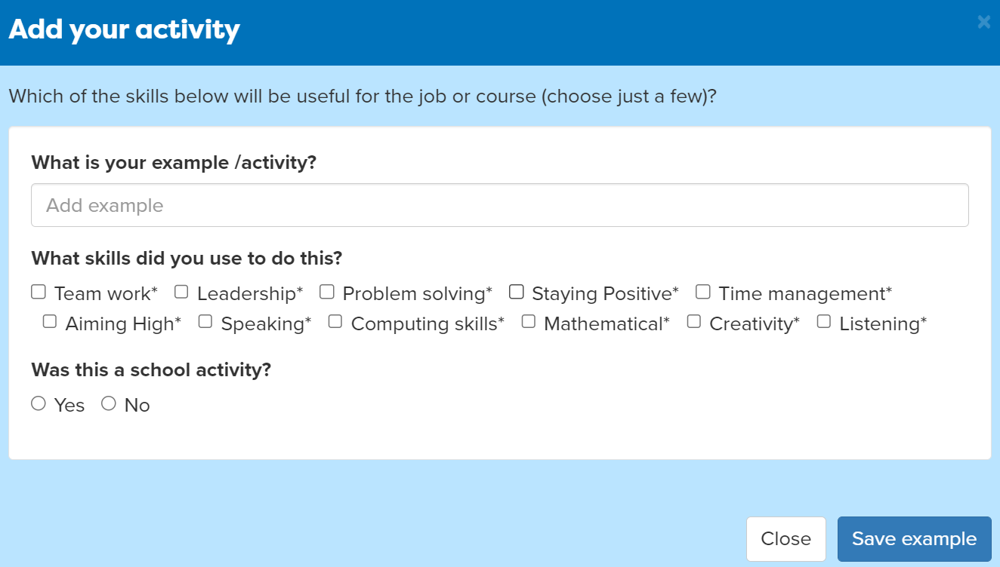 Add your activity
Which of the skills below will be useful for the job or course (choose just a few)?
What is your example /activity?
Add example
What skills did you use to do this?
Team work* Leadership* Problem solving* Staying Positive* Time management*
Aiming High* Speaking* Computing skills* Mathematical* Creativity* Listening*
Was this a school activity?
Yes No
Close Save example